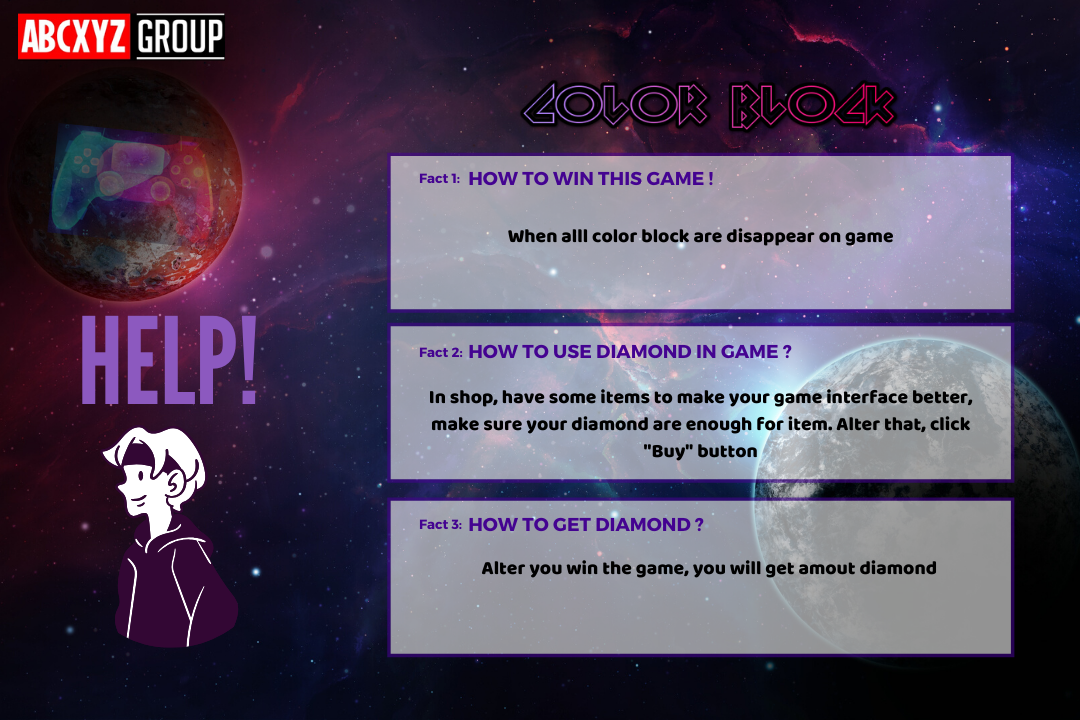 ABCXYZ GROUP
COLOR BLOCK
Fact 1: HOW TO WIN THIS GAME !
When alll color block are disappear on game
HELP!
Fact 2: HOW TO USE DIAMOND IN GAME ?
In shop, have some items to make your game interface better,
make sure your diamond are enough for item. Alter that, click
"Buy" button
Fact 3: HOW TO GET DIAMOND ?
Alter you win the game, you will get amout diamond